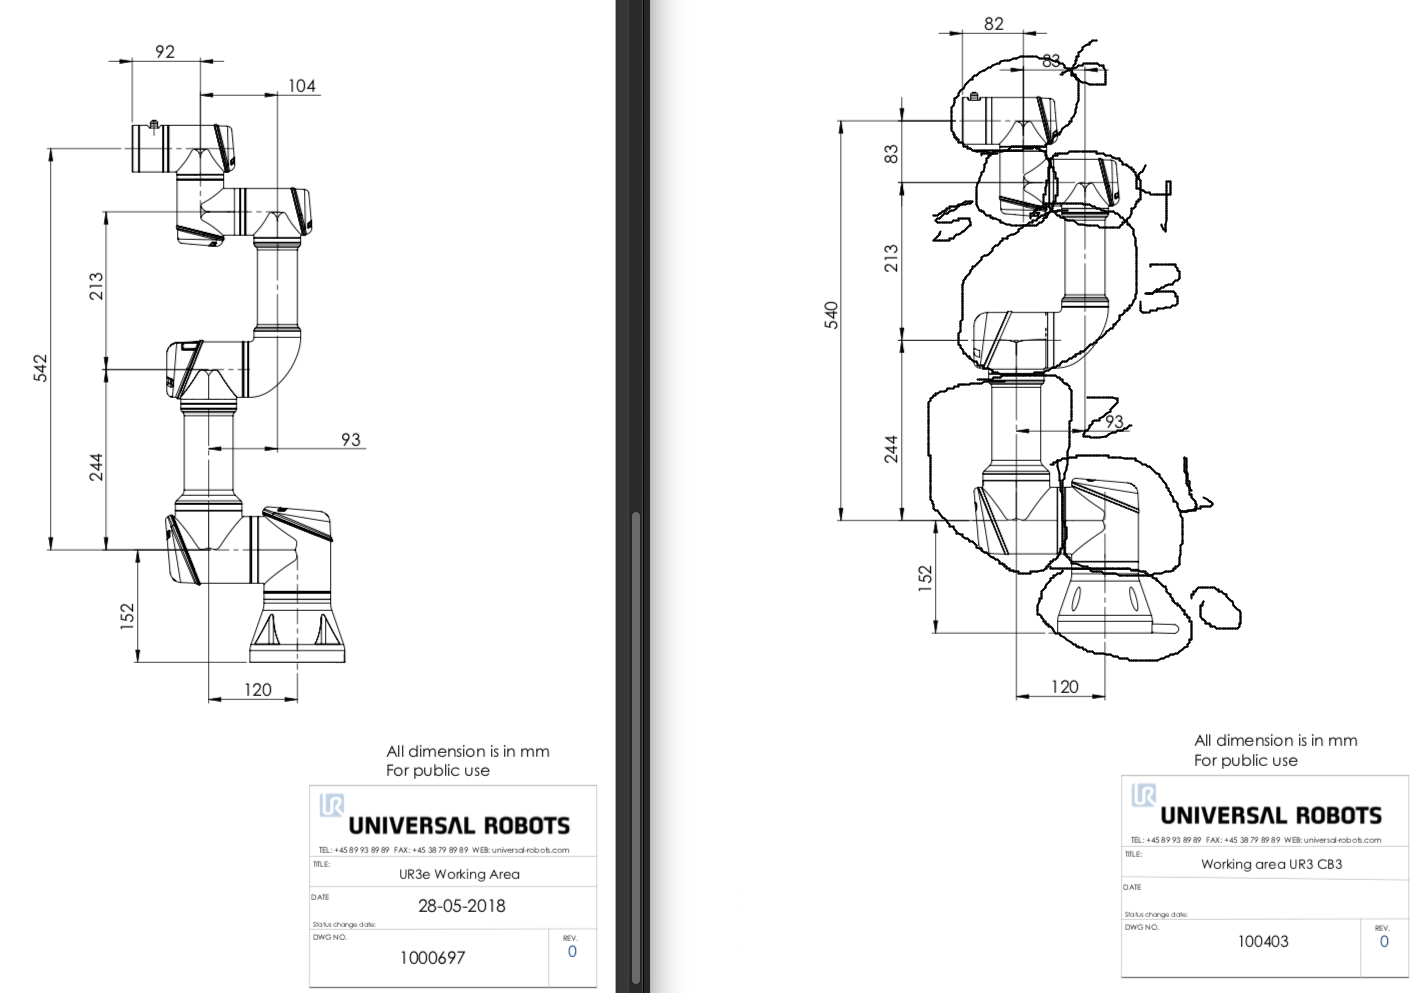 92
104
542
213
244
93
152
120
All dimension is in mm
For public use
UR
UNIVERSAL ROBOTS
TEL: +45 89 93 89 89 FAX: +45 38 79 89 89 WEB: universal-robots.com
TITLE:
UR3e Working Area
DATE
28-05-2018
Status change date:
DWG NO.
1000697
REV.
0
82
83
6
83
540
213
244
93
152
120
5
4
3
2
1
0
All dimension is in mm
For public use
UR
UNIVERSAL ROBOTS
TEL: +45 89 93 89 89 FAX: +45 38 79 89 89 WEB: universal-robots.com
TITLE:
Working area UR3 CB3
DATE
Status change date:
DWG NO.
100403
REV.
0